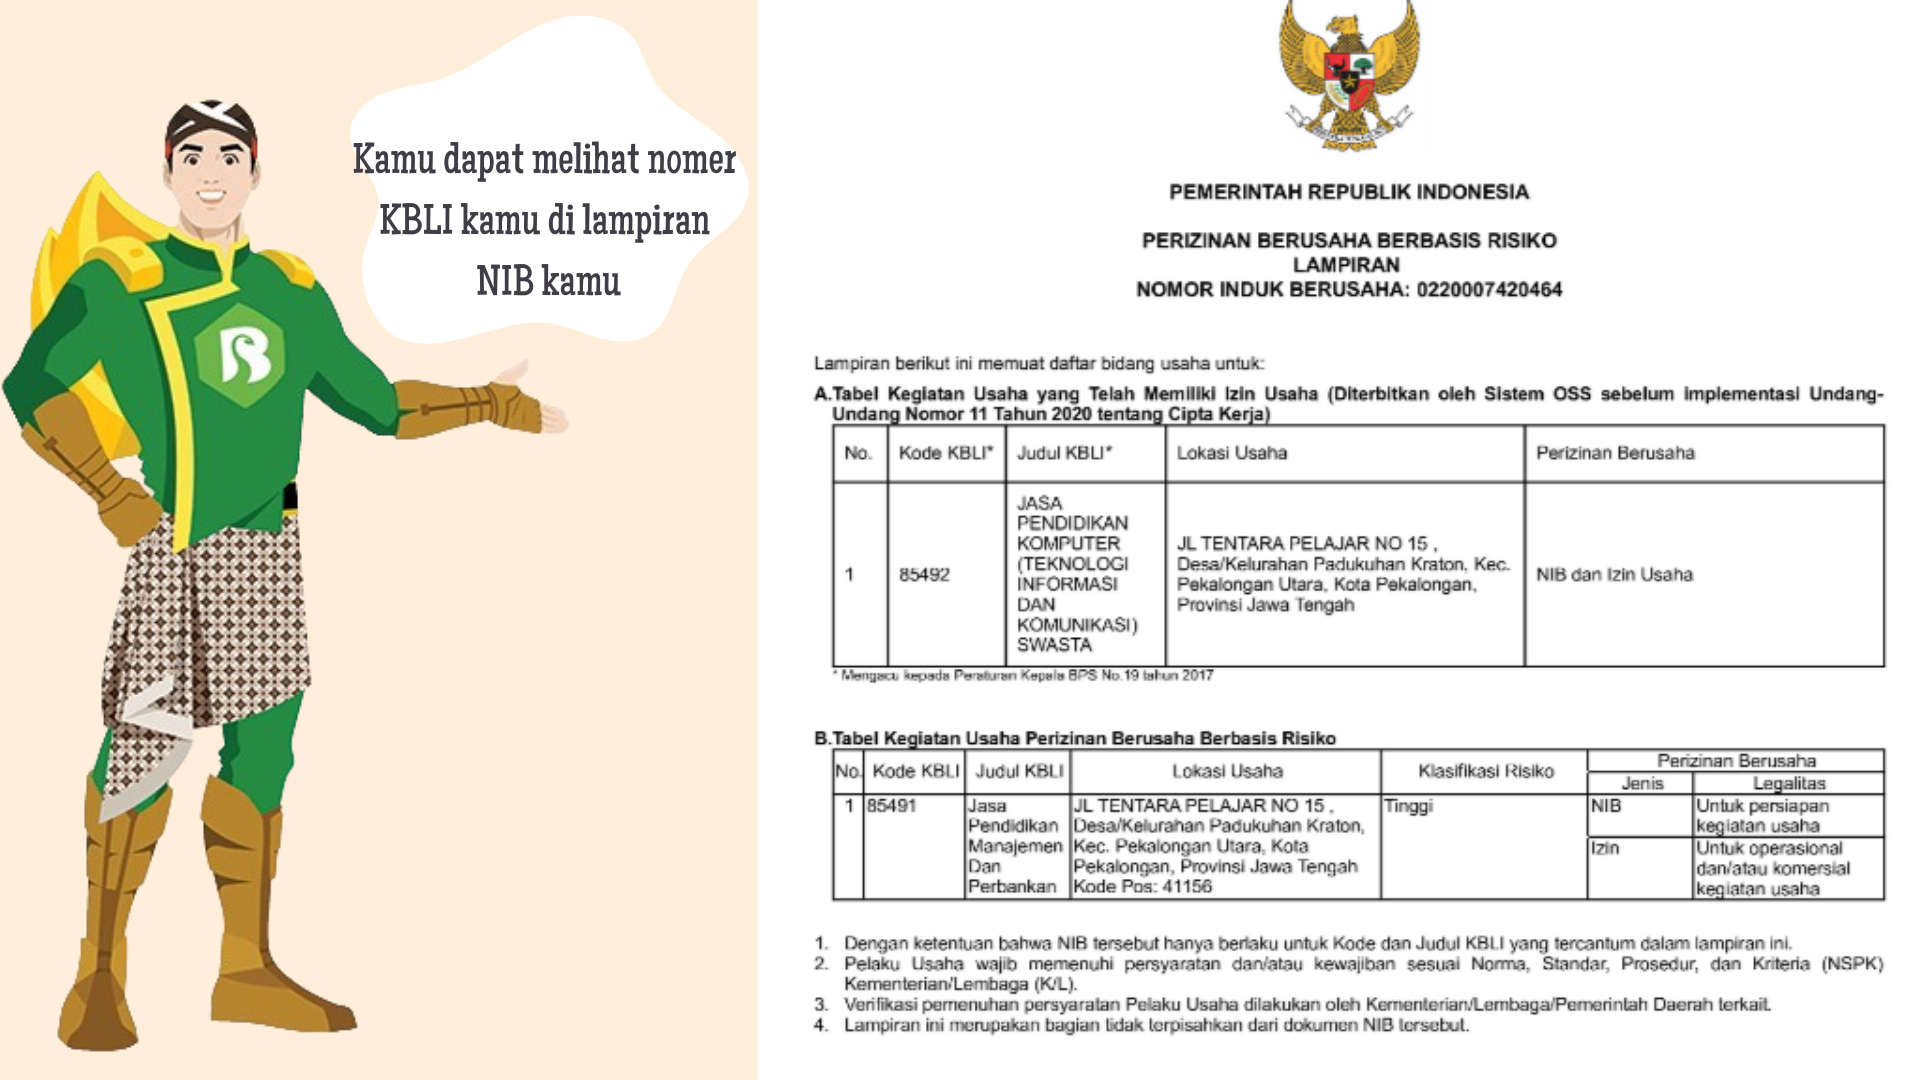 Kamu dapat melihat nomer
KBLI kamu di lampiran
NIB kamu
B
PEMERINTAH REPUBLIK INDONESIA
PERIZINAN BERUSAHA BERBASIS RISIKO
LAMPIRAN
NOMOR INDUK BERUSAHA: 0220007420464
Lampiran berikut ini memuat daftar bidang usaha untuk:
A.Tabel Kegiatan Usaha yang Telah Memiliki Izin Usaha (Diterbitkan oleh Sistem OSS sebelum implementasi Undang-
Undang Nomor 11 Tahun 2020 tentang Cipta Kerja)
No. Kode KBLI* Judul KBLI* Lokasi Usaha Perizinan Berusaha
1 85492
JASA
PENDIDIKAN
KOMPUTER
(TEKNOLOGI
INFORMASI
DAN
KOMUNIKASI)
SWASTA
JL TENTARA PELAJAR NO 15 ,
Desa/Kelurahan Padukuhan Kraton, Kec.
Pekalongan Utara, Kota Pekalongan,
Provinsi Jawa Tengah
NIB dan Izin Usaha
* Mengacu kepada Peraturan Kepala BPS No.19 tahun 2017
B.Tabel Kegiatan Usaha Perizinan Berusaha Berbasis Risiko
No. Kode KBLI Judul KBLI Lokasi Usaha Klasifikasi Risiko Perizinan Berusaha
Jenis Legalitas
1 85491
Jasa
Pendidikan
Manajemen
Dan
Perbankan
JL TENTARA PELAJAR NO 15 ,
Desa/Kelurahan Padukuhan Kraton,
Kec. Pekalongan Utara, Kota
Pekalongan, Provinsi Jawa Tengah
Kode Pos: 41156
Tinggi
NIB
Untuk persiapan
kegiatan usaha
Izin
Untuk operasional
dan/atau komersial
kegiatan usaha
1. Dengan ketentuan bahwa NIB tersebut hanya berlaku untuk Kode dan Judul KBLI yang tercantum dalam lampiran ini.
2. Pelaku Usaha wajib memenuhi persyaratan dan/atau kewajiban sesuai Norma, Standar, Prosedur, dan Kriteria (NSPK)
Kementerian/Lembaga (K/L).
3. Verifikasi pemenuhan persyaratan Pelaku Usaha dilakukan oleh Kementerian/Lembaga/Pemerintah Daerah terkait.
4. Lampiran ini merupakan bagian tidak terpisahkan dari dokumen NIB tersebut.